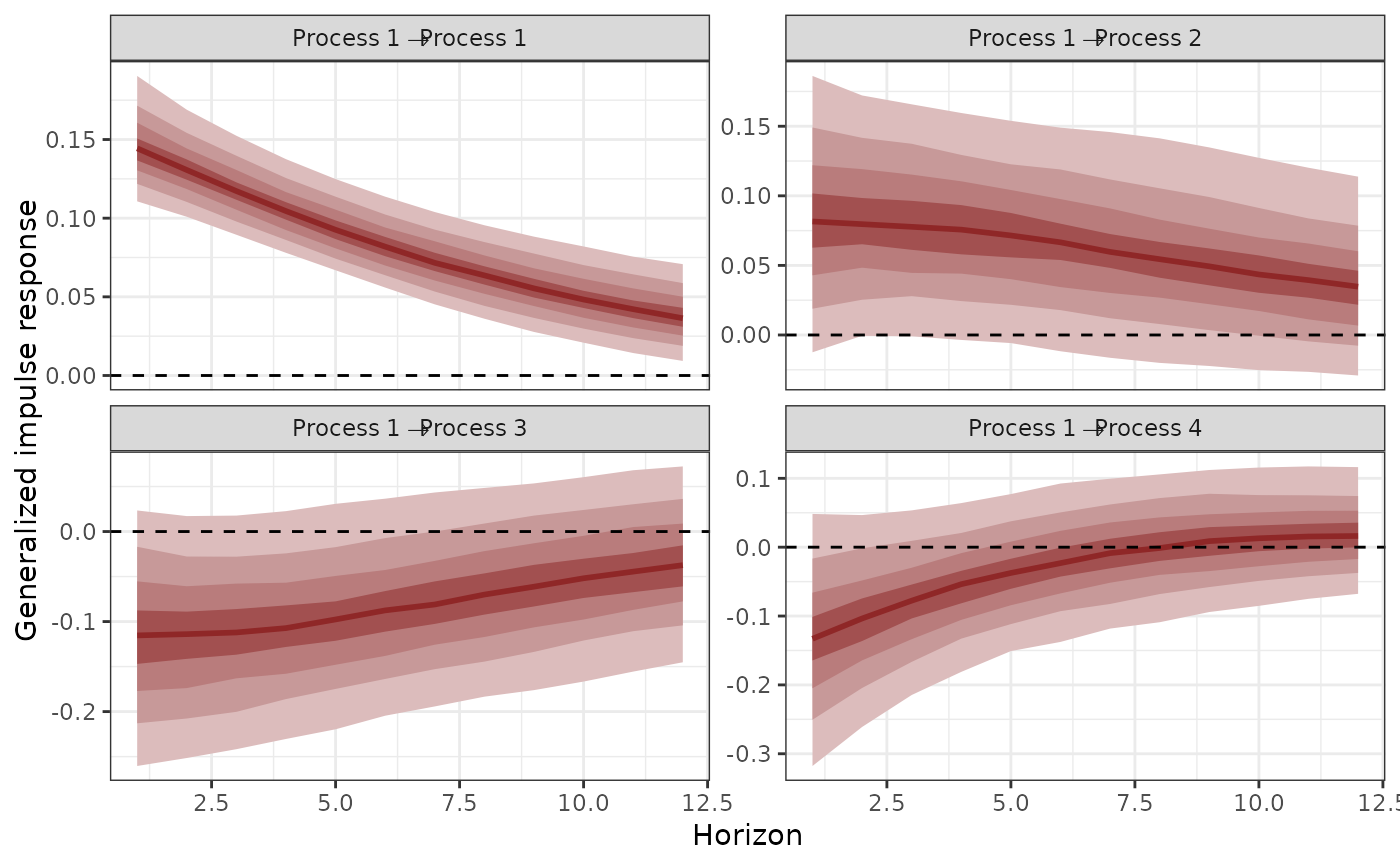 Process 1 → Process 1
Process 1 → Process 2
Generalized impulse response
0.15
0.10
0.05
0.00
0.15
0.10
0.05
0.00
Process 1 → Process 3
Process 1 → Process 4
0.0
-0.1
-0.2
0.1
0.0
-0.1
-0.2
-0.3
2.5 5.0 7.5 10.0 12.5
2.5 5.0 7.5 10.0 12.5
Horizon